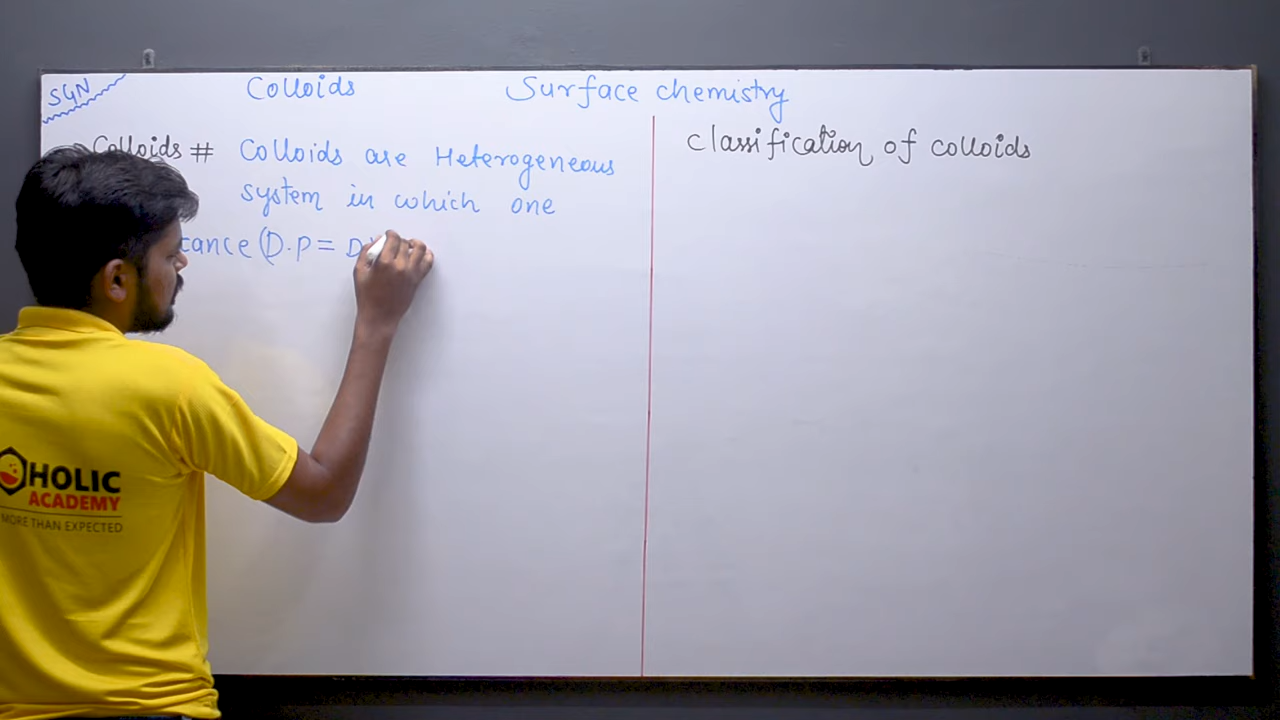 SGN
Colloids Surface chemistry
Colloids # Colloids are Heterogeneous
system in which one
(D.P = D
classification of colloids
HOLIC
ACADEMY
MORE THAN EXPECTED